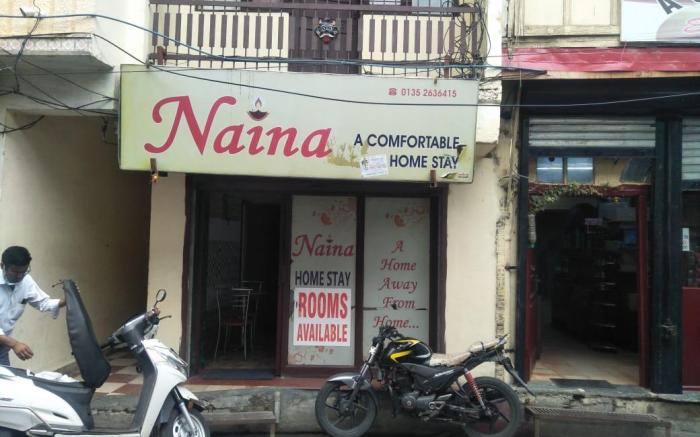 ☎ 0135 2636415
Naina
A COMFORTABLE
HOME STAY
Naina
HOME STAY
ROOMS
AVAILABLE
A
Home
Away
From
Home...